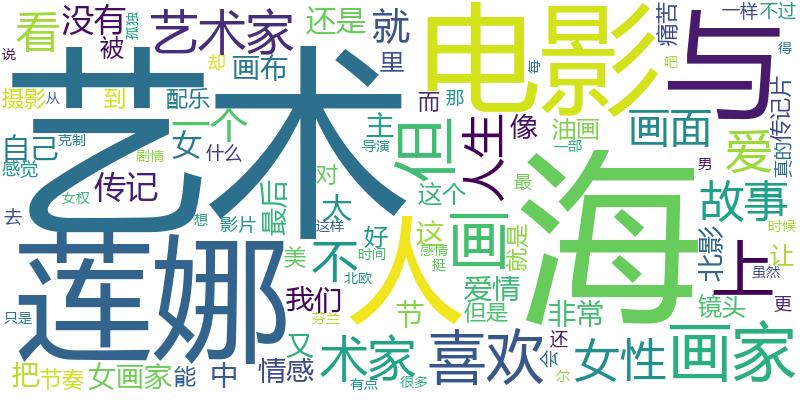 艺术
海
莲娜
人
电影
与
上
看
没有
被
孤独
艺术家
还是
就
里
痛苦
一样
不过
说
得
吧
却
画布
每
摄影
从
到
配乐
而
那
一个
主
导演
但
人生
像
油画
一部
画面
爱
男
真的
传记片
自己
克制
感觉
剧情
女
什么
传记
女权
去
想
影片
最后
对
太
这样
这个
最
这
画
就是
故事
时候
让
北影
虽然
好
时间
感情
挺
美
不
北欧
我们
芬兰
爱情
节
但是
非常
镜头
更
只是
又
术家
喜欢
还
会
尔
女性
画家
把
节奏
女画家
能
中
情感
有点
很多